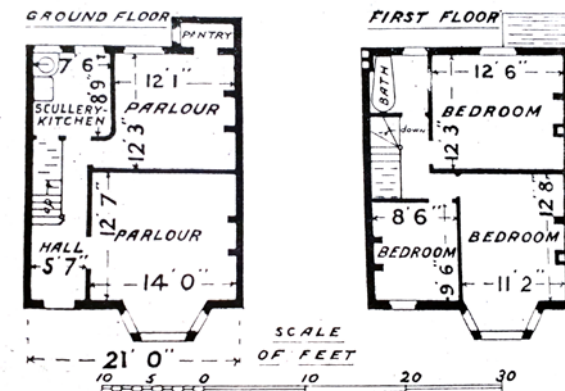 GROUND FLOOR
PANTRY
7' 6"
8' 9"
SCULLERY-
KITCHEN
12' 1"
PARLOUR
12' 3"
UP
12' 7"
PARLOUR
HALL
5' 7"
14' 0"
21' 0"
FIRST FLOOR
BATH
12' 6"
BEDROOM
12' 3"
down
8' 6"
BEDROOM
9' 6"
12' 8"
BEDROOM
11' 2"
SCALE
OF FEET
10 5 0 10 20 30